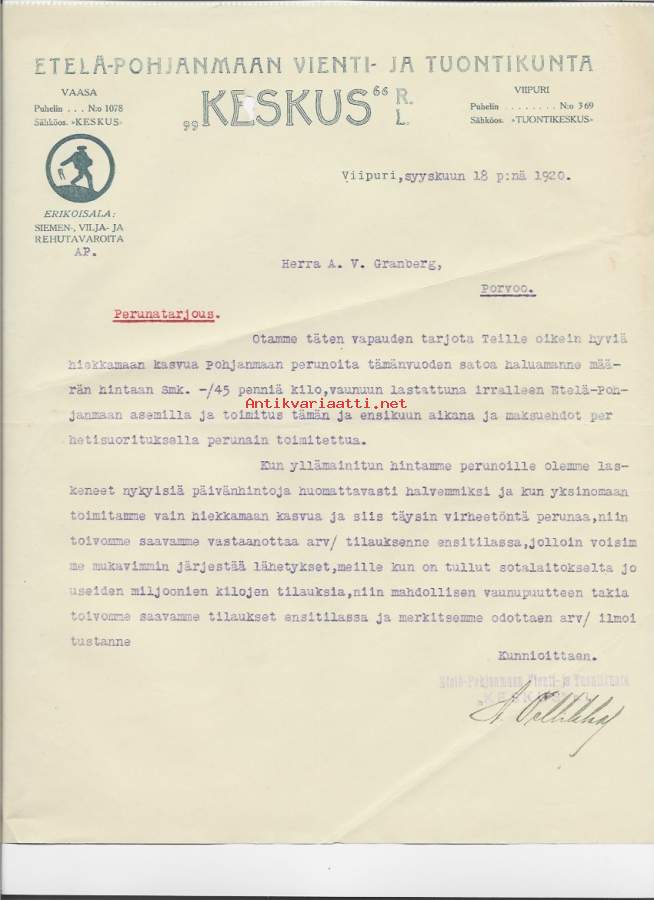 ETELÄ-POHJANMAAN VIENTI- JA TUONTIKUNTA
„KESKUS“ R. L.
VAASA
Puhelin . . . N:o 1078
Sähköos. »KESKUS»
VIIPURI
Puhelin . . . . . . . . N:o 369
Sähköos. »TUONTIKESKUS»
ERIKOISALA:
SIEMEN-, VILJA- JA
REHUTAVAROITA
AP.
Viipuri,syyskuun 18 p:nä 1920.
Herra A. V. Granberg,
Porvoo.
Perunatarjous.
Otamme täten vapauden tarjota Teille oikein hyviä
hiekkamaan kasvua Pohjanmaan perunoita tämänvuoden satoa haluamanne mää-
rän hintaan Smk. -/45 penniä kilo,vaunuun lastattuna irralleen Etelä-Poh-
Antikvariaatti.net
janmaan asemilla ja toimitus tämän ja ensikuun aikana ja maksuehdot per
hetisuorituksella perunain toimitettua.
Kun yllämainitun hintamme perunoille olemme las-
keneet nykyisiä päivänhintoja huomattavasti halvemmiksi ja kun yksinomaan
toimitamme vain hiekkamaan kasvua ja siis täysin virheetöntä perunaa,niin
toivomme saavamme vastaanottaa arv/ tilauksenne ensitilassa,jolloin voisim
me mukavimmin järjestää lähetykset,meille kun on tullut sotalaitokselta jo
useiden miljoonien kilojen tilauksia,niin mahdollisen vaunupuutteen takia
toivomme saavamme tilaukset ensitilassa ja merkitsemme odottaen arv/ ilmoi
tustanne
Kunnioittaen.
Etelä-Pohjanmaan Vienti- ja Tuontikunta
„KESKUS“ R. L.